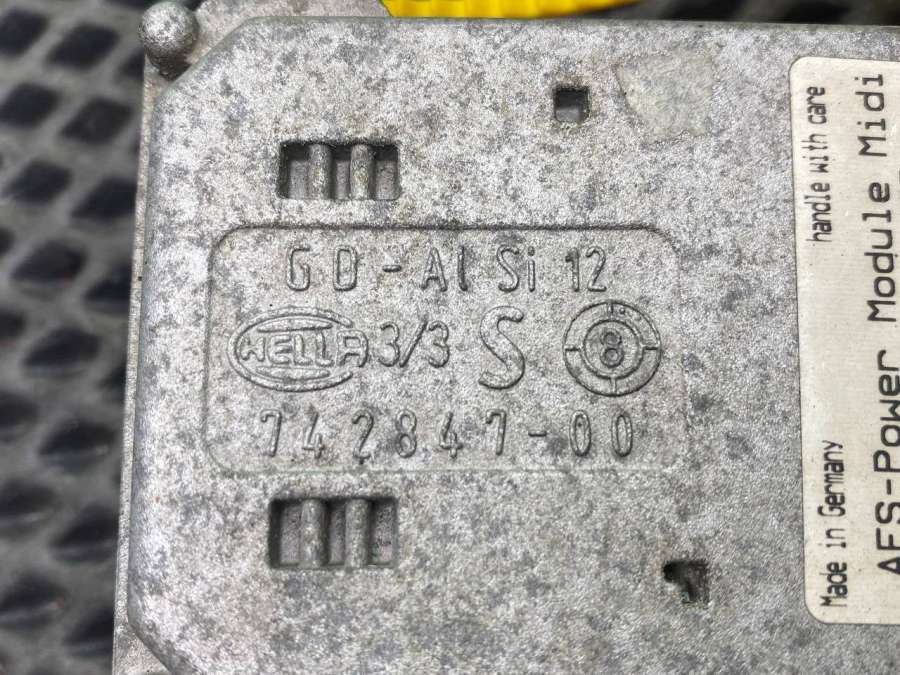 GD-AlSi12
HELLA 3/3 S 8
742847-00
handle with care
Made in Germany
AFS-Power Module Midi